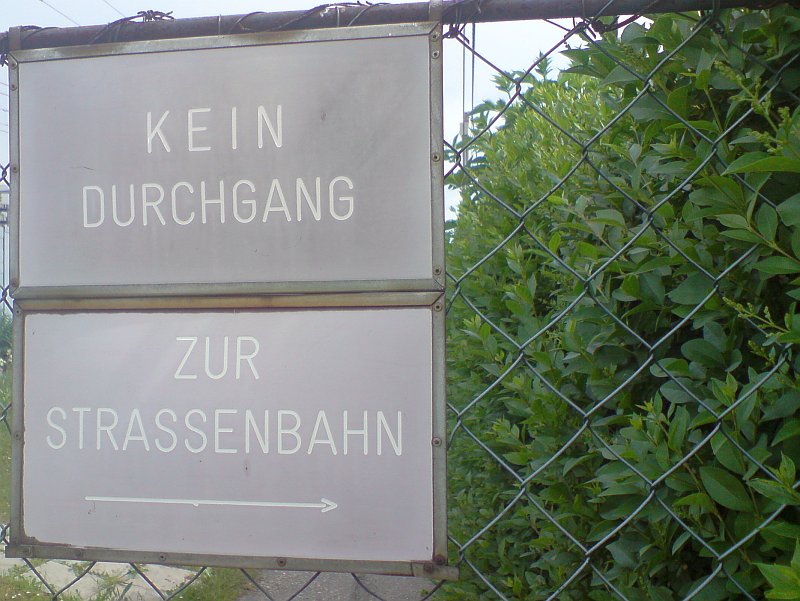 KEIN
DURCHGANG
ZUR
STRASSENBAHN